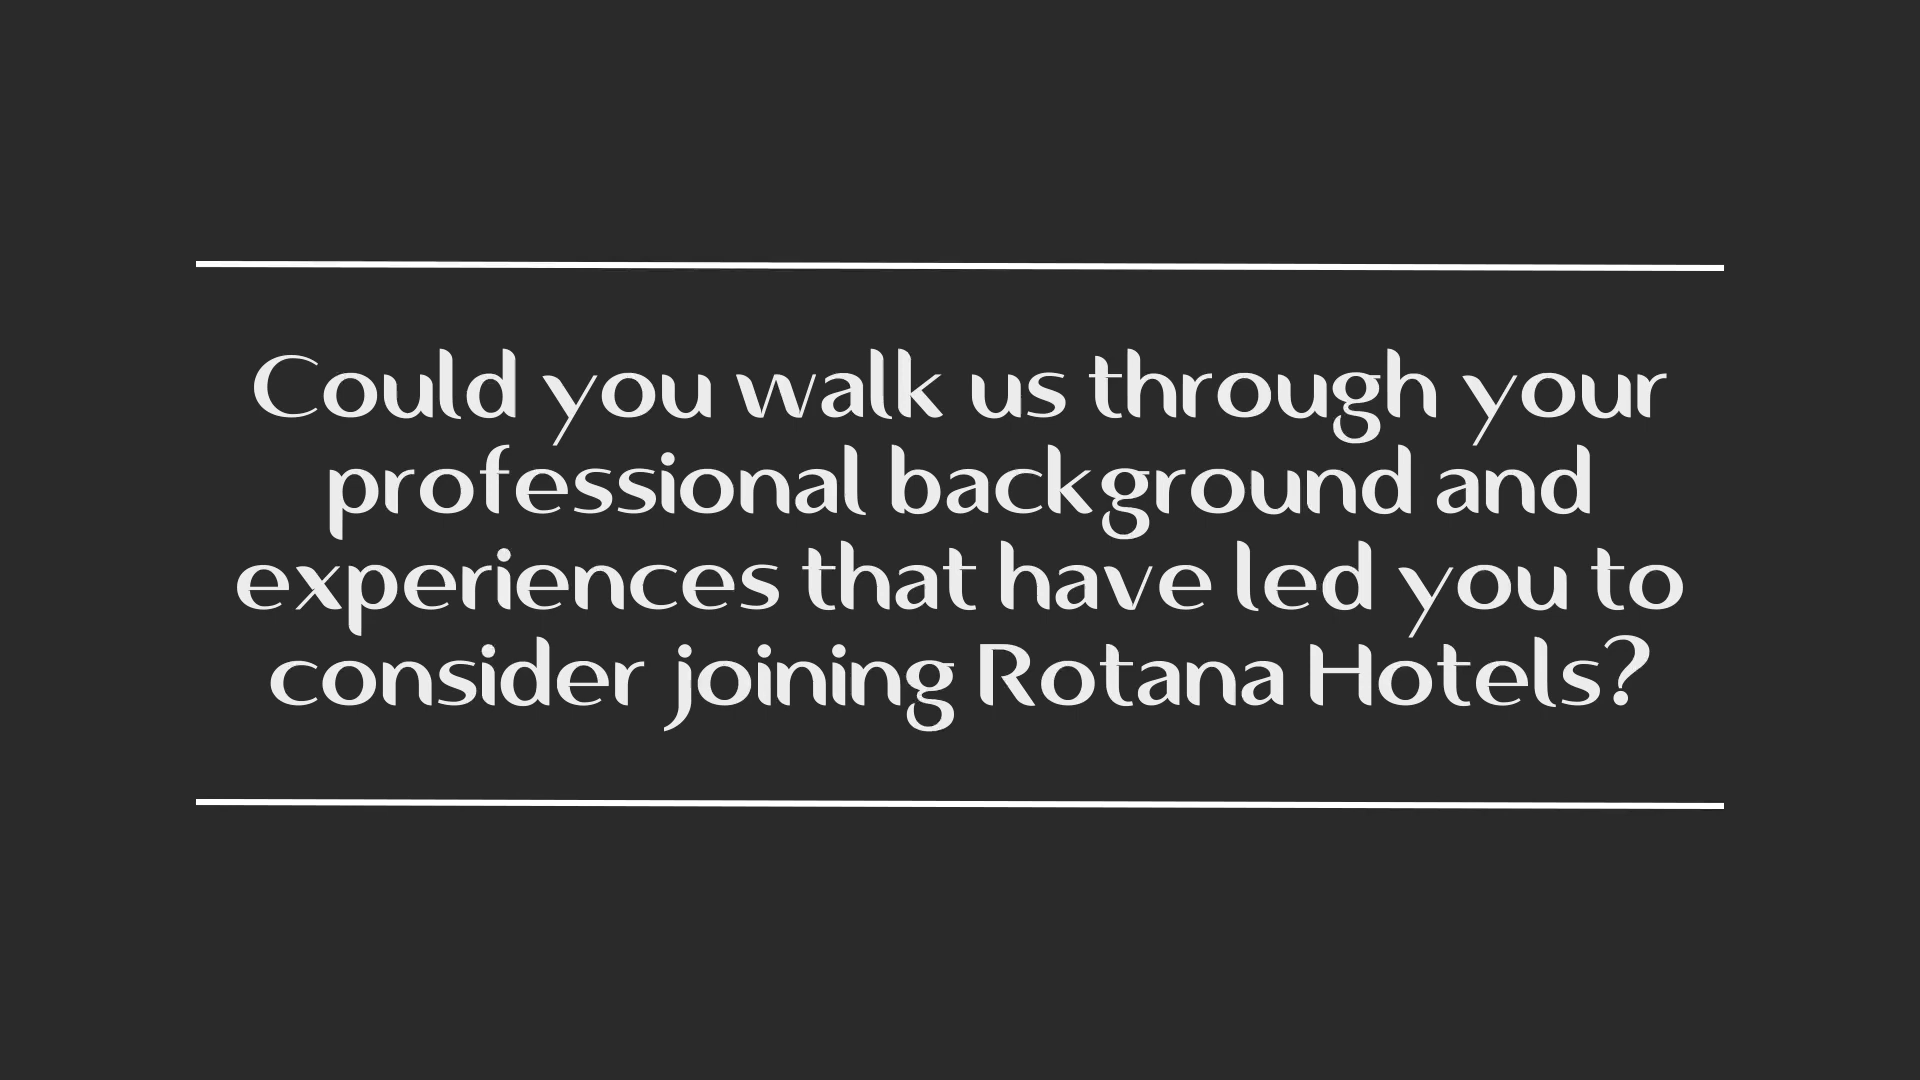 Could you walk us through your
professional background and
experiences that have led you to
consider joining Rotana Hotels?